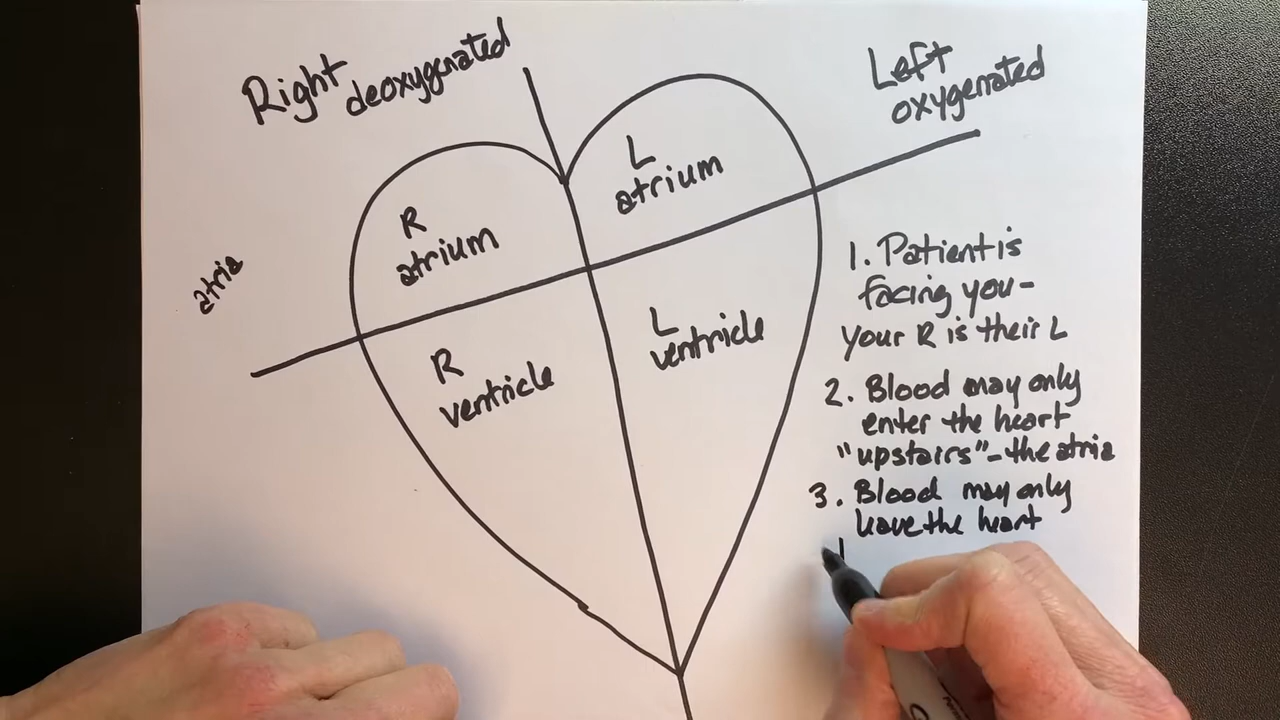 Right deoxygenated
Left
oxygenated
L
atrium
R
atrium
atria
L
ventricle
R
ventricle
1. Patient is
facing you-
your R is their L
2. Blood may only
enter the heart
"upstairs"-the atria
3. Blood may only
leave the heart